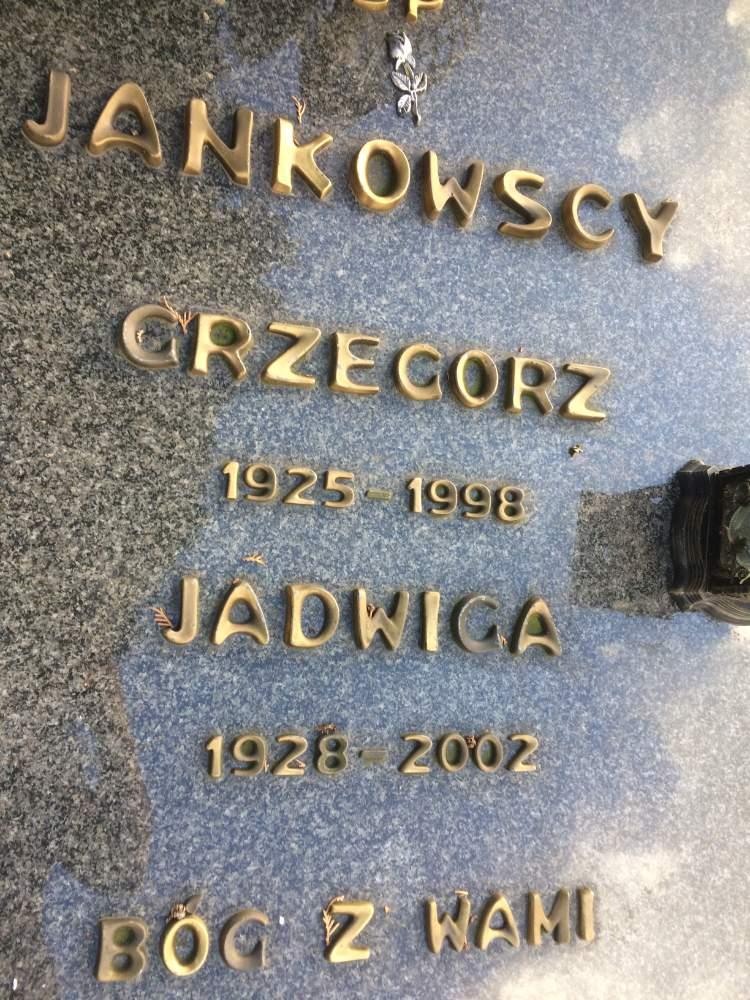 JANKOWSCY
GRZEGORZ
1925-1998
JADWIGA
1928-2002
BÓG Z WAMI